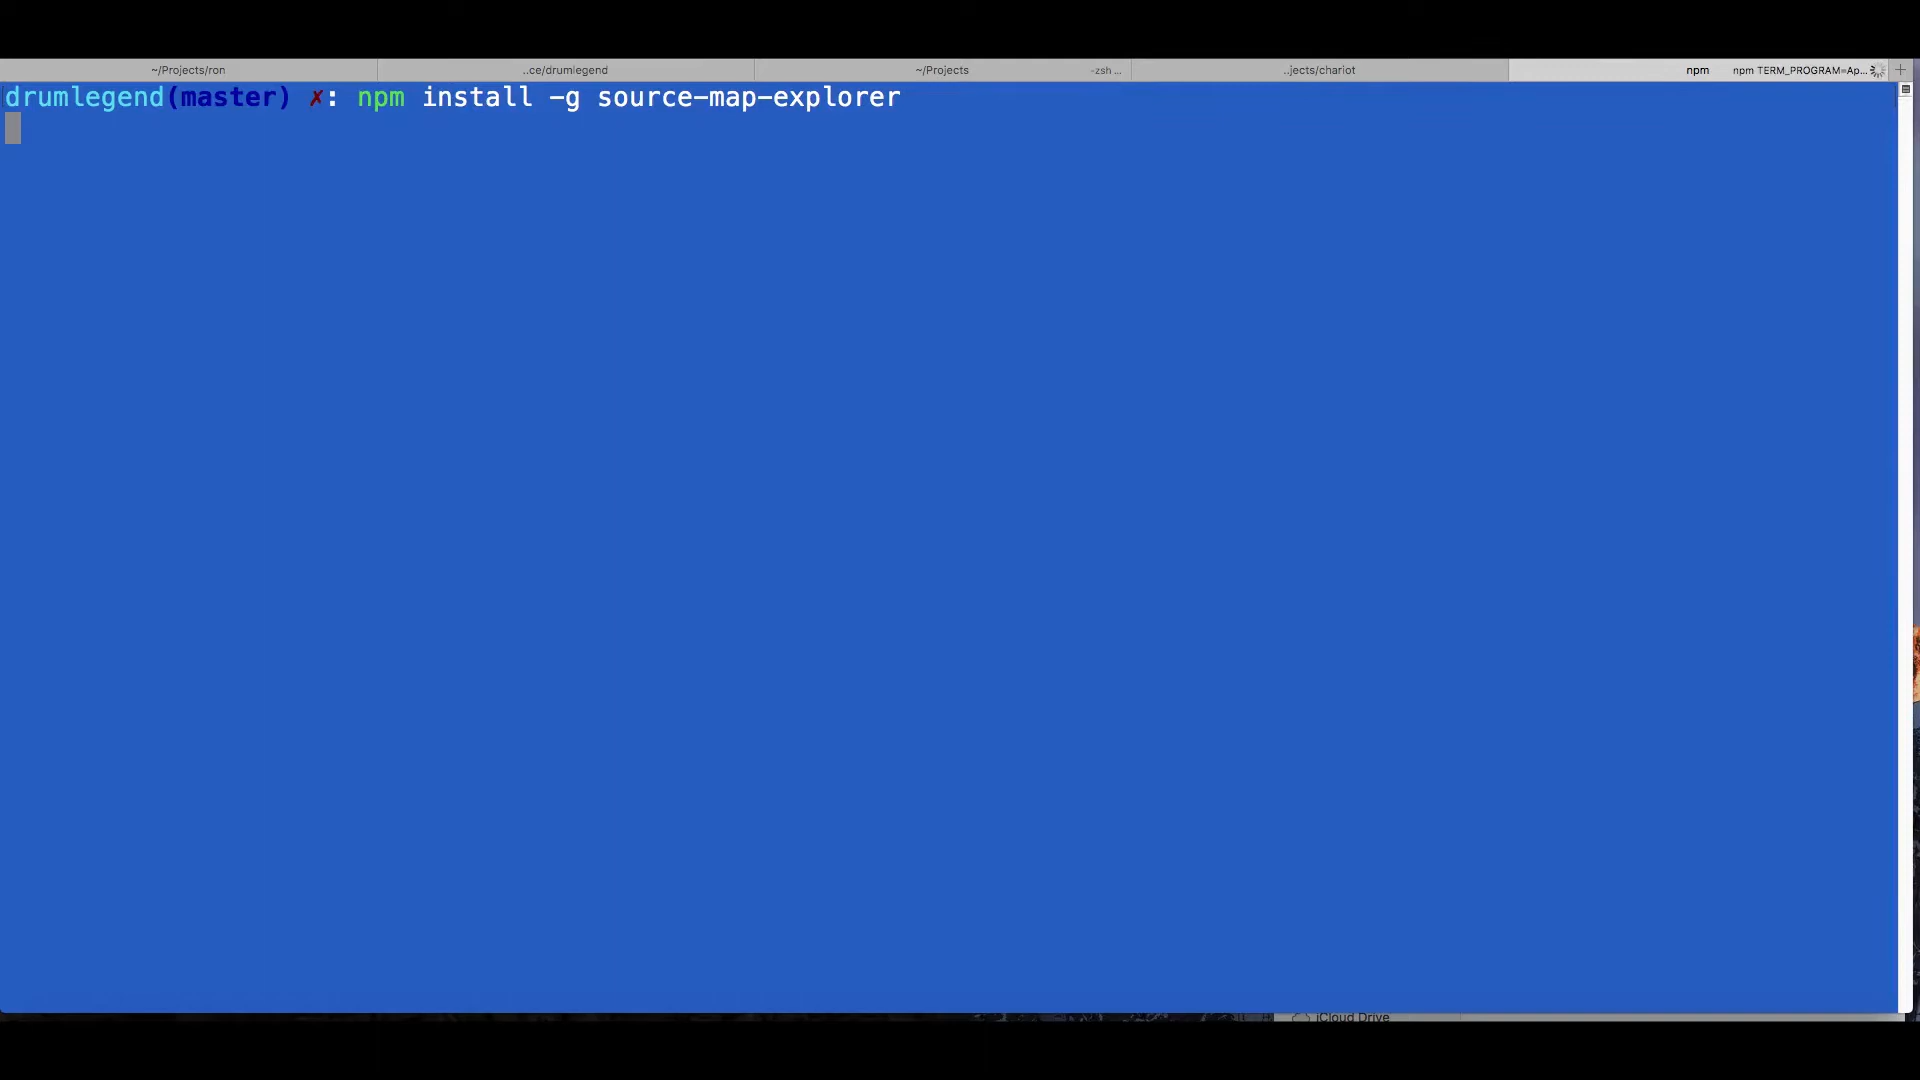 ~/Projects/ron ..ce/drumlegend ~/Projects -zsh ... ..jects/chariot npm npm TERM_PROGRAM=Ap... +
drumlegend(master) ✗: npm install -g source-map-explorer
iCloud Drive